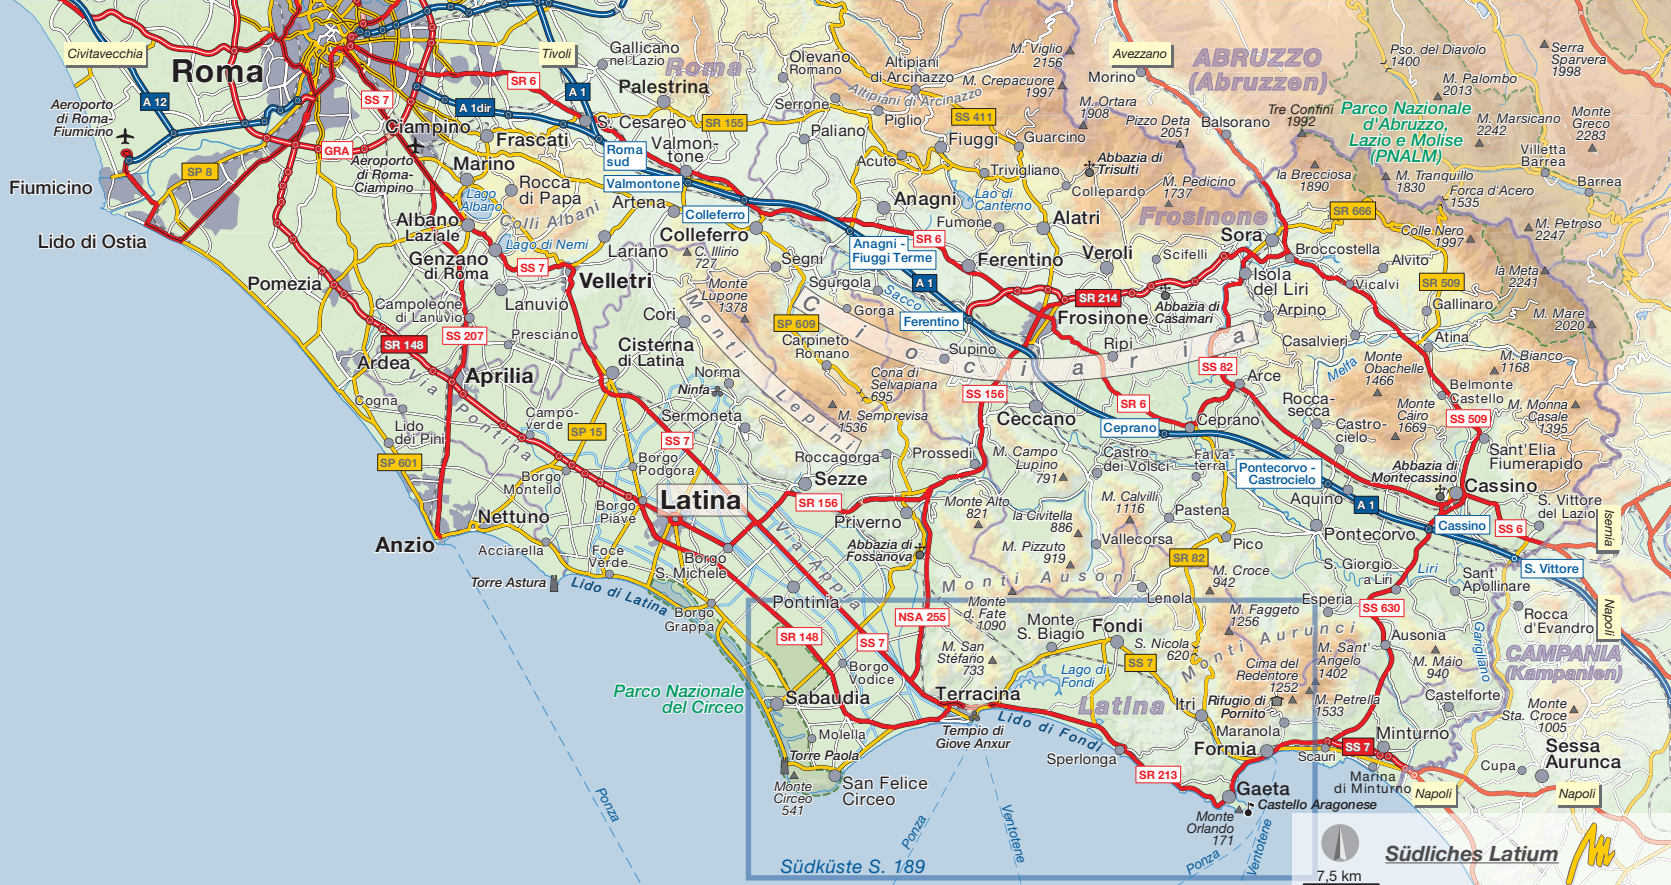 Civitavecchia
Roma
Tivoli
Gallicano
nel Lazio
Palestrina
Roma
Olevano
Romano
Altipiani
di Arcinazzo
Altipiani di Arcinazzo
M. Viglio
2156
M. Crepacuore
1997
Avezzano
Morino
ABRUZZO
(Abruzzen)
Pso. del Diavolo
1400
Serra
Sparvera
1998
M. Palombo
2013
Parco Nazionale
d'Abruzzo,
Lazio e Molise
(PNALM)
M. Marsicano
2242
Monte
Greco
2283
Villetta
Barrea
Barrea
Aeroporto
di Roma-
Fiumicino
A 12
SS 7
A 1dir
SR 6
A 1
SR 155
SS 411
Serrone
Piglio
Paliano
Fiuggi
Guarcino
M. Ortara
1908
Pizzo Deta
2051
Balsorano
Tre Confini
1992
la Brecciosa
1890
M. Tranquillo
1830
Forca d'Acero
1535
Ciampino
Frascati
S. Cesareo
Valmon-
tone
Roma
sud
Valmontone
GRA
Aeroporto
di Roma-
Ciampino
Marino
Rocca
di Papa
Lago
Albano
Colli Albani
Artena
Colleferro
Colleferro
Acuto
Trivigliano
Abbazia di
Trisulti
Collepardo
M. Pedicino
1737
Lago di
Canterno
Anagni
Fumone
Alatri
Frosinone
SR 666
M. Petroso
2247
Colle Nero
1997
SP 8
Fiumicino
Lido di Ostia
Albano
Laziale
Genzano
di Roma
Lago di Nemi
Lariano
C. Illirio
727
Segni
Anagni -
Fiuggi Terme
SR 6
Ferentino
Veroli
Scifelli
Sora
Broccostella
Alvito
SR 509
la Meta
2241
Pomezia
SS 7
Velletri
Lanuvio
Campoleone
di Lanuvio
Monte
Lupone
1378
Sgurgola
Sacco
A 1
Gorga
Ferentino
SR 214
Frosinone
Abbazia di
Casamari
Isola
del Liri
Arpino
Vicalvi
Gallinaro
M. Mare
2020
SR 148
Ardea
SS 207
Presciano
Cori
Cisterna
di Latina
Monti Lepini
SP 609
Carpineto
Romano
Ciociaria
Supino
Ripi
Casalvieri
Atina
Melfa
M. Bianco
1168
Monte
Obachelle
1466
Via Pontina
Aprilia
Norma
Ninfa
Cona di
Selvapiana
695
SS 156
SS 82
Arce
Belmonte
Castello
M. Monna
Casale
1395
Cogna
Lido
dei Pini
Campo-
verde
SP 15
Sermoneta
M. Semprevisa
1536
Ceccano
SR 6
Ceprano
Ceprano
Rocca-
secca
Castro-
cielo
Monte
Cairo
1669
SS 509
SP 601
Borgo
Montello
Borgo
Podgora
SS 7
Roccagorga
Prossedi
M. Campo
Lupino
791
Castro
dei Volsci
Falva-
terra
Pontecorvo -
Castrocielo
Abbazia di
Montecassino
Sant'Elia
Fiumerapido
Latina
Sezze
SR 156
Priverno
Monte Alto
821
M. Calvilli
1116
la Civitella
886
Pastena
Aquino
A 1
Cassino
Cassino
S. Vittore
del Lazio
SS 6
Isernia
Anzio
Nettuno
Borgo
Piave
Acciarella
Foce
Verde
Borgo
S. Michele
Via Appia
Abbazia di
Fossanova
M. Pizzuto
919
Vallecorsa
Pico
SR 82
Pontecorvo
S. Vittore
Torre Astura
Lido di Latina
Borgo
Grappa
Pontinia
Monti Ausoni
M. Croce
942
Lenola
S. Giorgio
a Liri
Liri
Sant'
Apollinare
Esperia
SS 630
Rocca
d'Evandro
Napoli
SR 148
SS 7
NSA 255
Monte
d. Fate
1090
Monte
S. Biagio
Fondi
S. Nicola
620
M. Faggeto
1256
Monti Aurunci
M. Sant'
Angelo
1402
Ausonia
Garigliano
CAMPANIA
(Kampanien)
Borgo
Vodice
M. San
Stéfano
733
SS 7
Cima del
Redentore
1252
M. Máio
940
Parco Nazionale
del Circeo
Sabaudia
Terracina
Lago di
Fondi
Latina
Itri
Rifugio di
Pornito
M. Petrella
1533
Castelforte
Monte
Sta. Croce
1005
Molella
Tempio di
Giove Anxur
Lido di Fondi
Maranola
Formia
SS 7
Minturno
Sessa
Aurunca
Torre Paola
Sperlonga
SR 213
Scauri
Cupa
Monte
Circeo
541
San Felice
Circeo
Gaeta
Castello Aragonese
Marina
di Minturno
Napoli
Napoli
Monte
Orlando
171
Ponza
Ponza
Ventotene
Ponza
Ventotene
Südküste S. 189
7,5 km
Südliches Latium